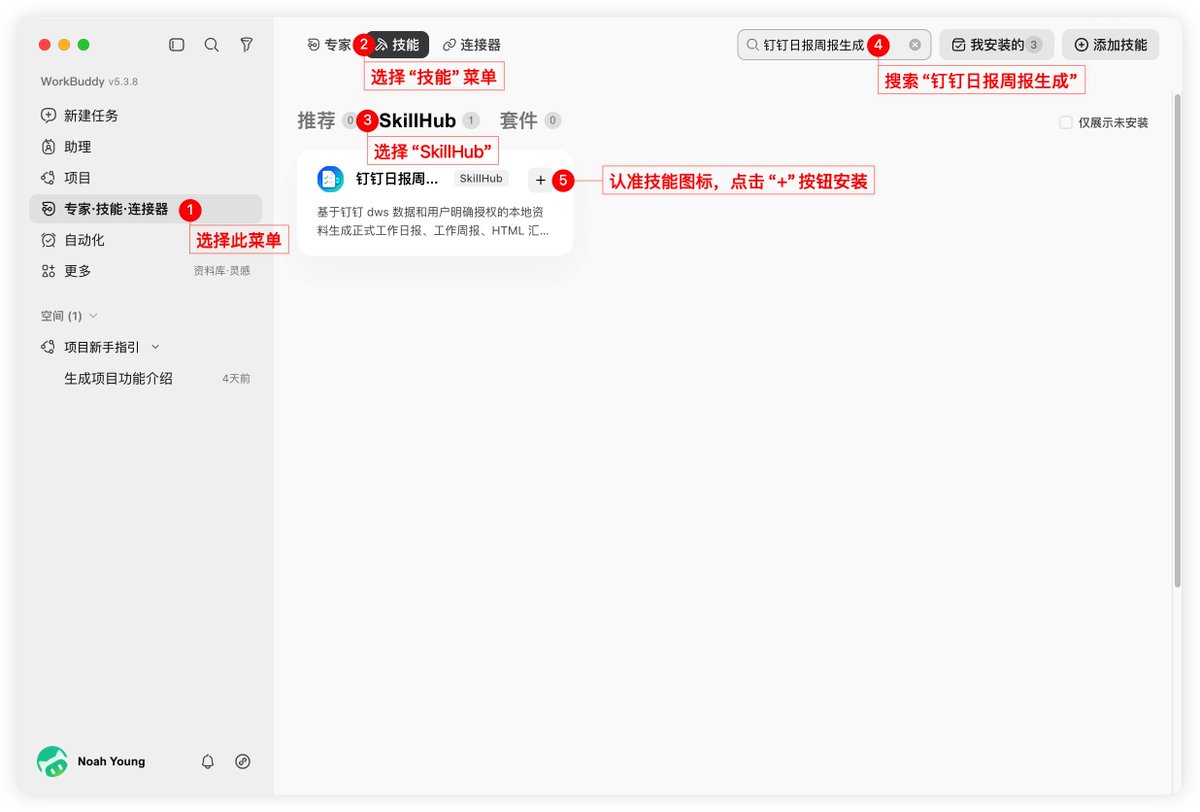 WorkBuddy v5.3.8
新建任务
助理
项目
专家·技能·连接器 1
选择此菜单
自动化
更多 资料库·灵感
空间 (1)
项目新手指引
生成项目功能介绍 4天前
Noah Young
专家 2 技能 连接器
选择“技能”菜单
钉钉日报周报生成 4 我安装的 3 添加技能
搜索“钉钉日报周报生成”
推荐 0 3 SkillHub 1 套件 0
仅展示未安装
选择“SkillHub”
钉钉日报周... SkillHub + 5 认准技能图标，点击“+”按钮安装
基于钉钉 dws 数据和用户明确授权的本地资
料生成正式工作日报、工作周报、HTML 汇...